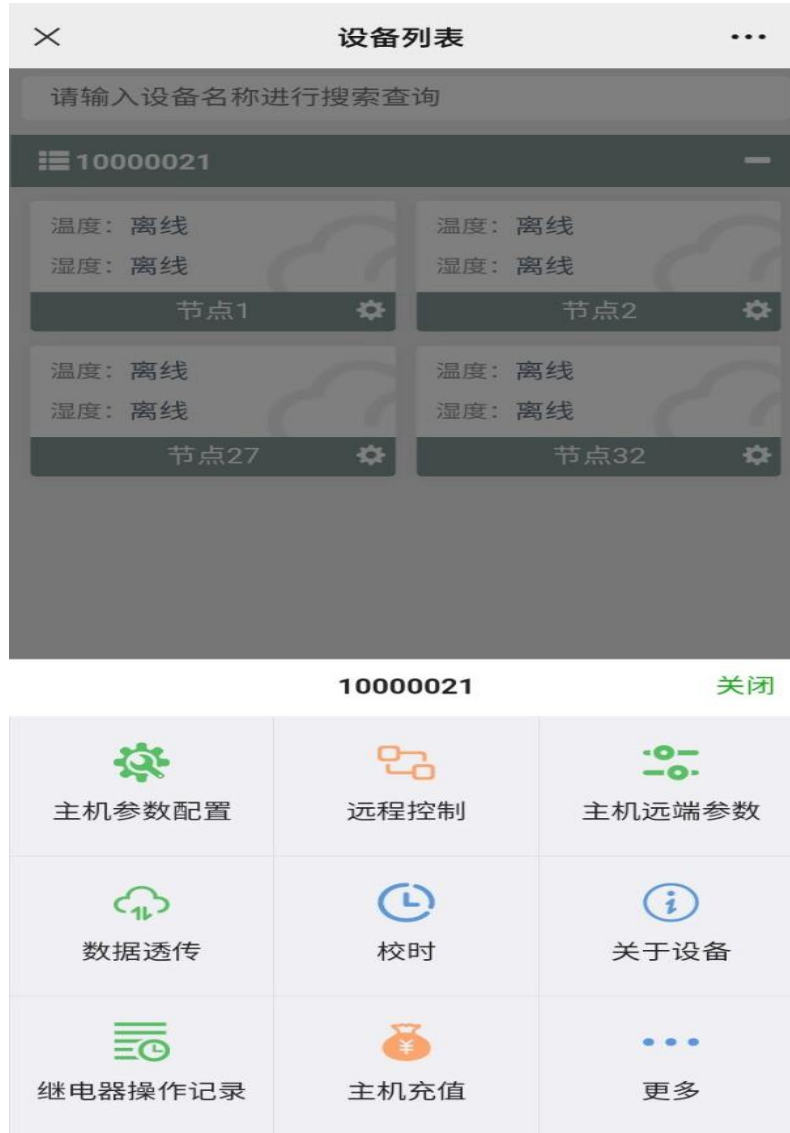 设备列表
请输入设备名称进行搜索查询
10000021
温度：离线 温度：离线
湿度：离线 湿度：离线
节点1 节点2
温度：离线 温度：离线
湿度：离线 湿度：离线
节点27 节点32
10000021 关闭
主机参数配置 远程控制 主机远端参数
数据透传 校时 关于设备
继电器操作记录 主机充值 更多